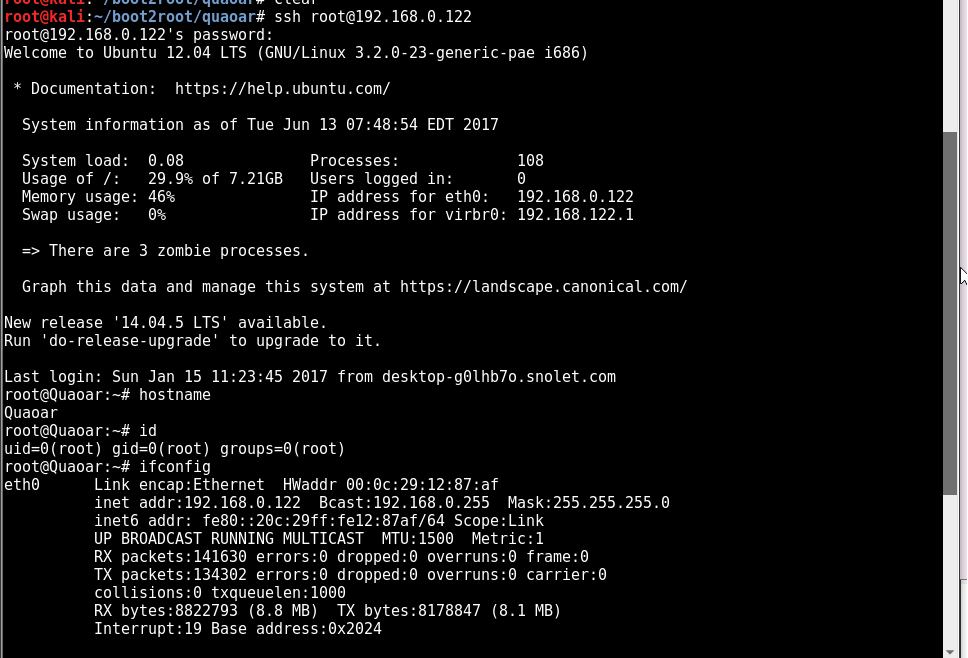 root@kali:~/boot2root/quaoar# clear
root@kali:~/boot2root/quaoar# ssh root@192.168.0.122
root@192.168.0.122's password:
Welcome to Ubuntu 12.04 LTS (GNU/Linux 3.2.0-23-generic-pae i686)

 * Documentation:  https://help.ubuntu.com/

  System information as of Tue Jun 13 07:48:54 EDT 2017

  System load:  0.08              Processes:             108
  Usage of /:   29.9% of 7.21GB   Users logged in:       0
  Memory usage: 46%               IP address for eth0:   192.168.0.122
  Swap usage:   0%                IP address for virbr0: 192.168.122.1

  => There are 3 zombie processes.

  Graph this data and manage this system at https://landscape.canonical.com/

New release '14.04.5 LTS' available.
Run 'do-release-upgrade' to upgrade to it.

Last login: Sun Jan 15 11:23:45 2017 from desktop-g0lhb7o.snolet.com
root@Quaoar:~# hostname
Quaoar
root@Quaoar:~# id
uid=0(root) gid=0(root) groups=0(root)
root@Quaoar:~# ifconfig
eth0      Link encap:Ethernet  HWaddr 00:0c:29:12:87:af
          inet addr:192.168.0.122  Bcast:192.168.0.255  Mask:255.255.255.0
          inet6 addr: fe80::20c:29ff:fe12:87af/64 Scope:Link
          UP BROADCAST RUNNING MULTICAST  MTU:1500  Metric:1
          RX packets:141630 errors:0 dropped:0 overruns:0 frame:0
          TX packets:134302 errors:0 dropped:0 overruns:0 carrier:0
          collisions:0 txqueuelen:1000
          RX bytes:8822793 (8.8 MB)  TX bytes:8178847 (8.1 MB)
          Interrupt:19 Base address:0x2024